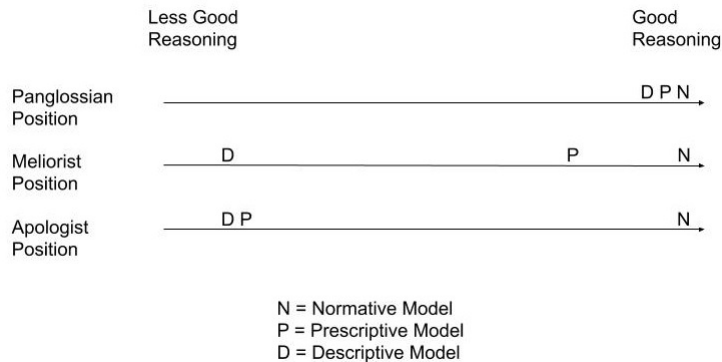 Less Good
Reasoning
Good
Reasoning
Panglossian
Position
D P N
Meliorist
Position
D P N
Apologist
Position
D P N
N = Normative Model
P = Prescriptive Model
D = Descriptive Model